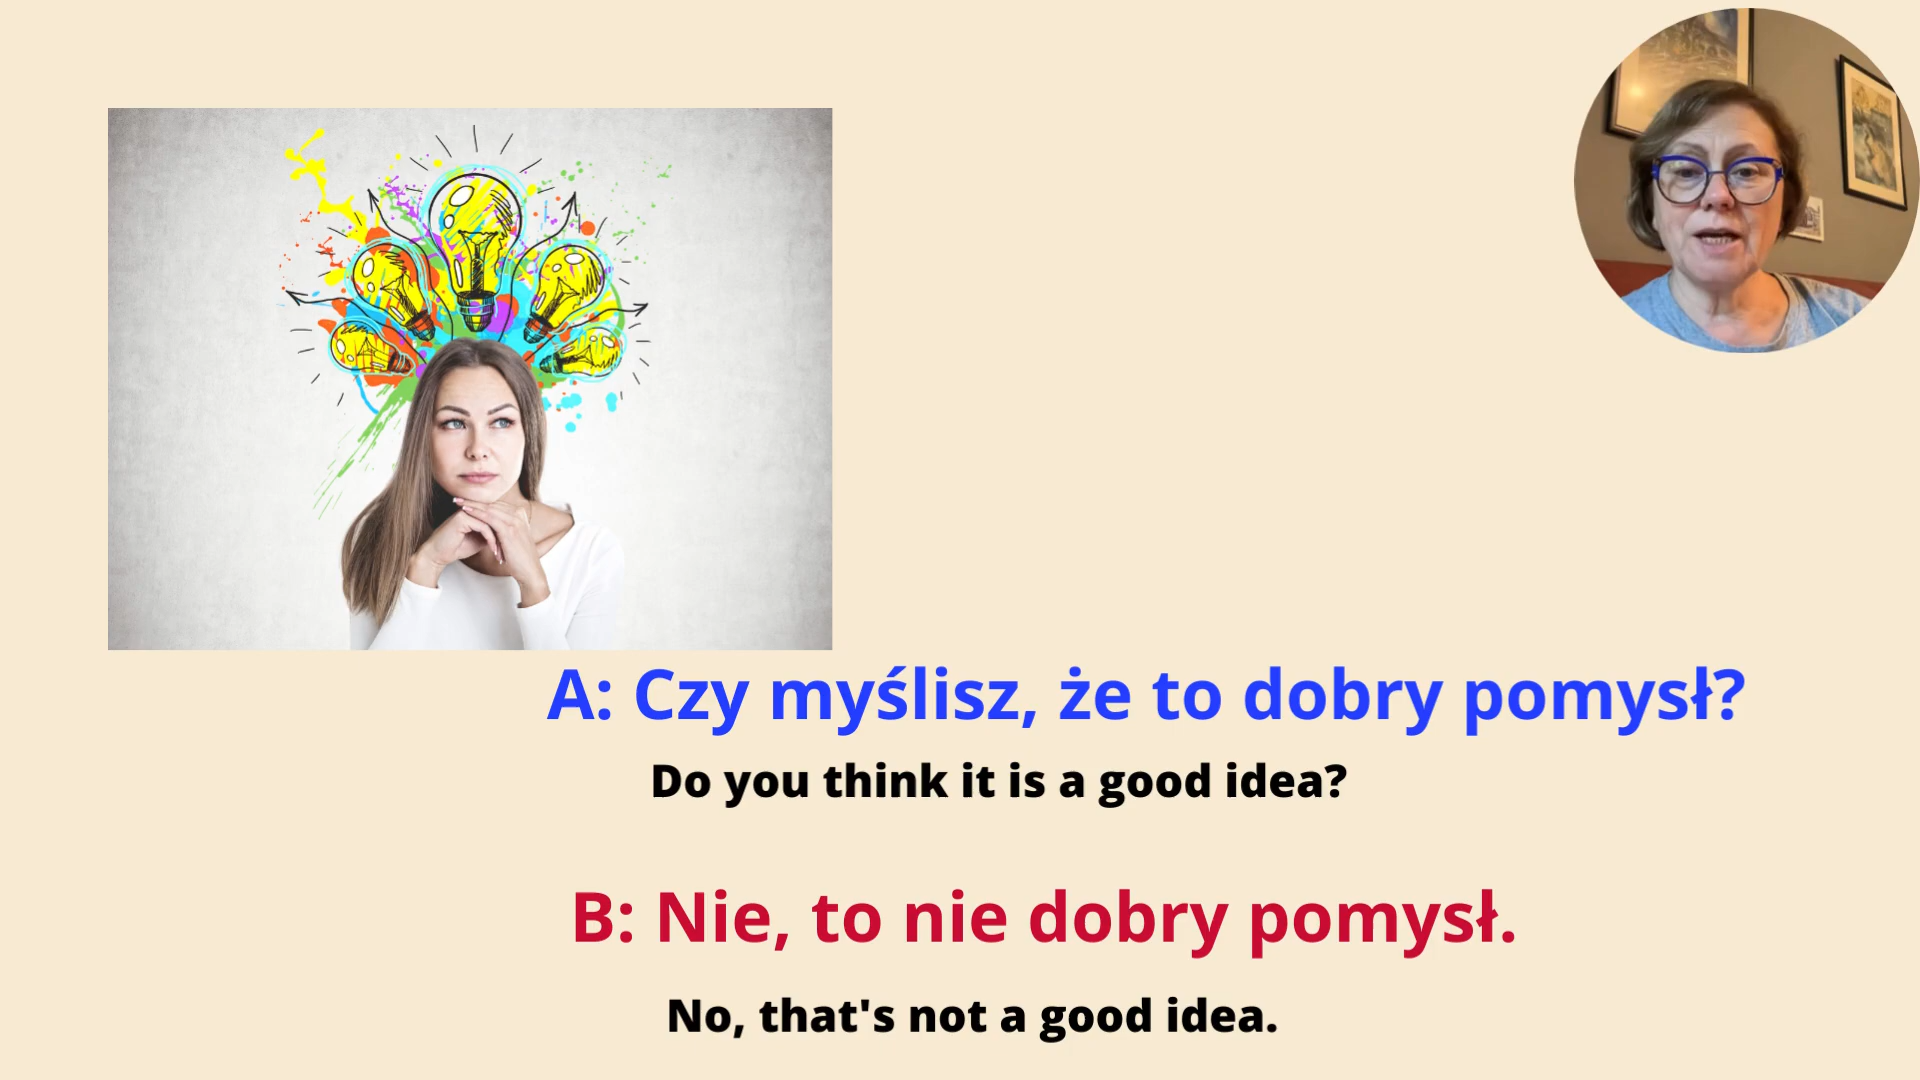 A: Czy myślisz, że to dobry pomysł?
Do you think it is a good idea?
B: Nie, to nie dobry pomysł.
No, that's not a good idea.